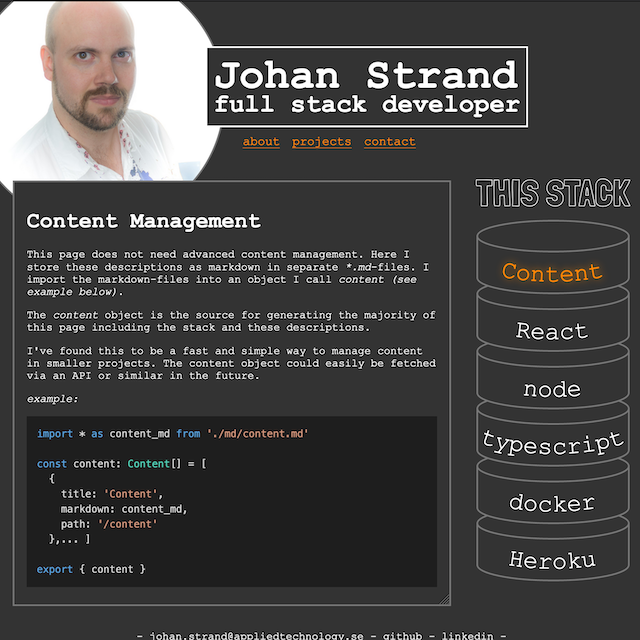 Johan Strand
full stack developer
about projects contact
THIS STACK
Content Management
This page does not need advanced content management. Here I
store these descriptions as markdown in separate *.md-files. I
import the markdown-files into an object I call content (see
example below).
The content object is the source for generating the majority of
this page including the stack and these descriptions.
I've found this to be a fast and simple way to manage content
in smaller projects. The content object could easily be fetched
via an API or similar in the future.
example:
import * as content_md from './md/content.md'
const content: Content[] = [
{
title: 'Content',
markdown: content_md,
path: '/content'
},... ]
export { content }
Content
React
node
typescript
docker
Heroku
- johan.strand@appliedtechnology.se - github - linkedin -